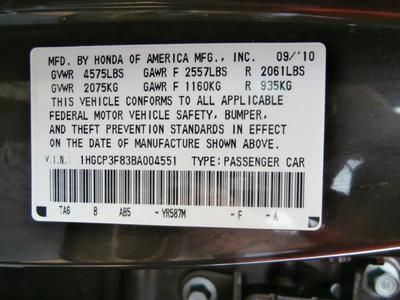 MFD. BY HONDA OF AMERICA MFG., INC. 09/'10
GVWR 4575LBS GAWR F 2557LBS R 2061LBS
GVWR 2075KG GAWR F 1160KG R 935KG
THIS VEHICLE CONFORMS TO ALL APPLICABLE
FEDERAL MOTOR VEHICLE SAFETY, BUMPER,
AND THEFT PREVENTION STANDARDS IN EFFECT
ON THE DATE OF MANUFACTURE SHOWN ABOVE.
V.I.N: 1HGCP3F83BA004551 TYPE:PASSENGER CAR
TA6 B AB5 -YR587M -F -A